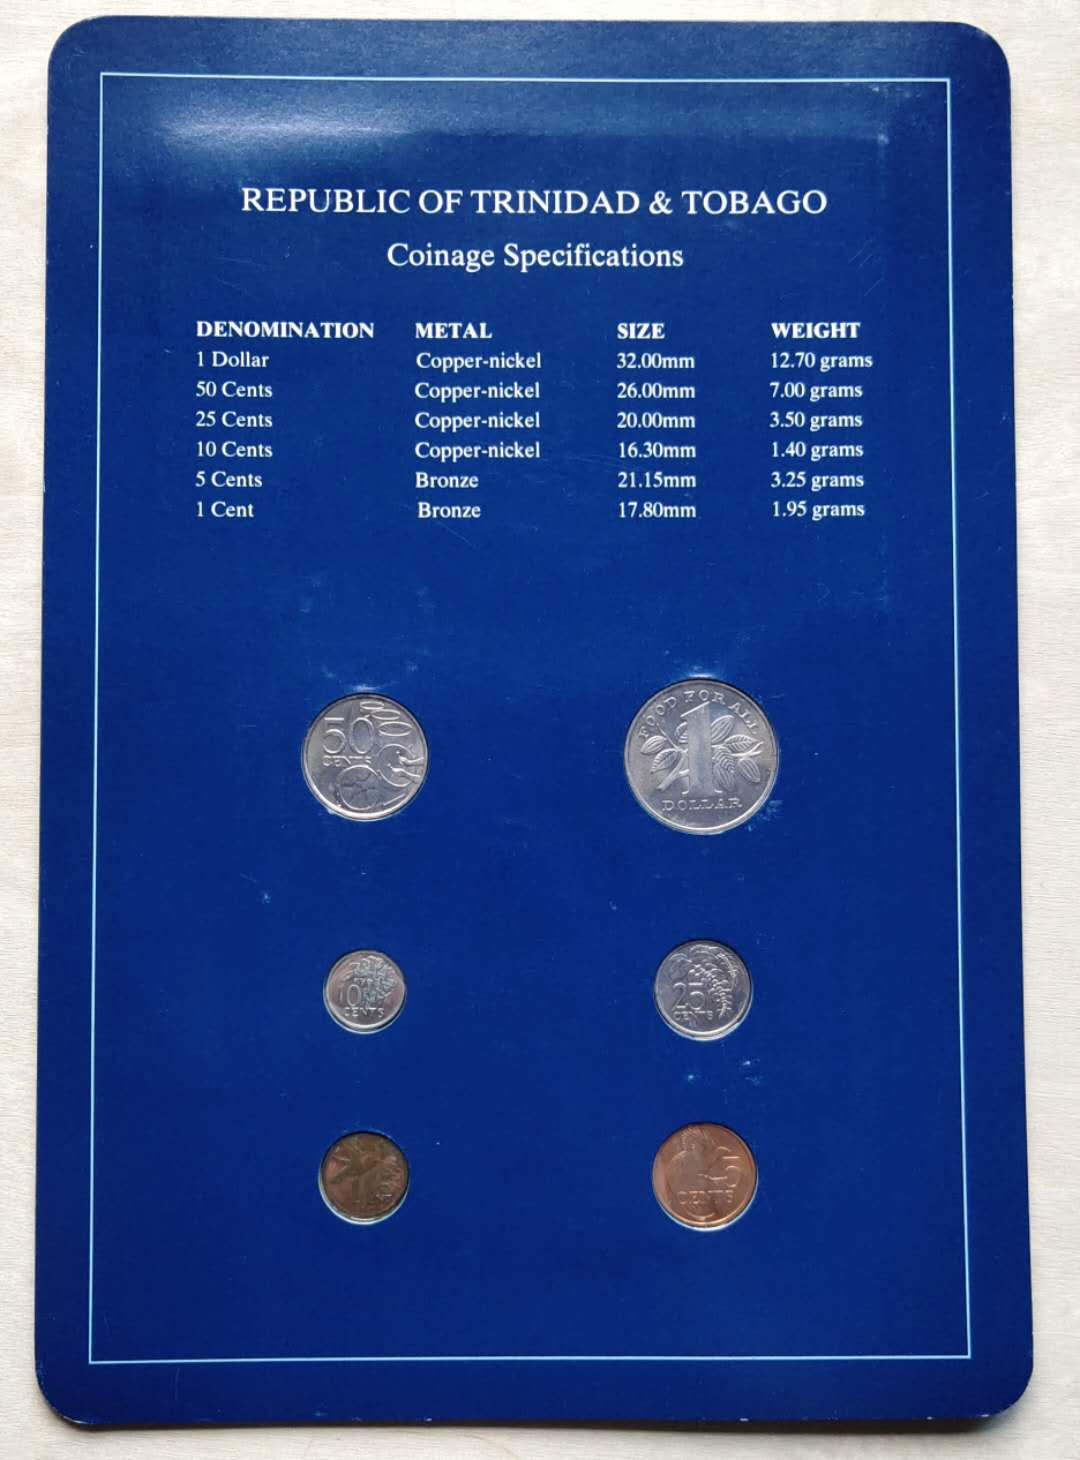 REPUBLIC OF TRINIDAD & TOBAGO
Coinage Specifications
DENOMINATION METAL SIZE WEIGHT
1 Dollar Copper-nickel 32.00mm 12.70 grams
50 Cents Copper-nickel 26.00mm 7.00 grams
25 Cents Copper-nickel 20.00mm 3.50 grams
10 Cents Copper-nickel 16.30mm 1.40 grams
5 Cents Bronze 21.15mm 3.25 grams
1 Cent Bronze 17.80mm 1.95 grams
50
CENTS
FOOD FOR ALL
1
DOLLAR
10
CENTS
25
CENTS
5
CENTS